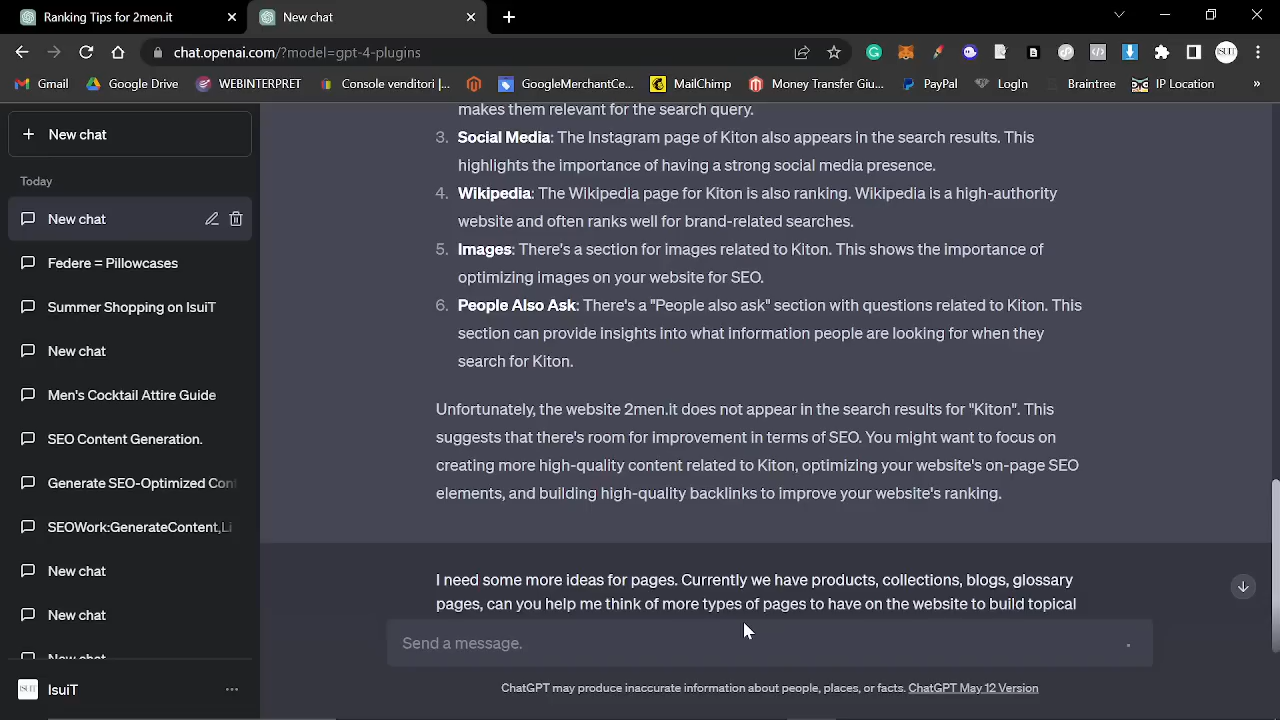 Ranking Tips for 2men.it
New chat
chat.openai.com/?model=gpt-4-plugins
Gmail
Google Drive
WEBINTERPRET
Console venditori |...
GoogleMerchantCe...
MailChimp
Money Transfer Giu...
PayPal
LogIn
Braintree
IP Location
»
New chat
Today
New chat
Federe = Pillowcases
Summer Shopping on IsuiT
New chat
Men's Cocktail Attire Guide
SEO Content Generation.
Generate SEO-Optimized Cont
SEOWork:GenerateContent,Li
New chat
New chat
New chat
ISUIT
IsuiT
...
makes them relevant for the search query.
3. Social Media: The Instagram page of Kiton also appears in the search results. This
highlights the importance of having a strong social media presence.
4. Wikipedia: The Wikipedia page for Kiton is also ranking. Wikipedia is a high-authority
website and often ranks well for brand-related searches.
5. Images: There's a section for images related to Kiton. This shows the importance of
optimizing images on your website for SEO.
6. People Also Ask: There's a "People also ask" section with questions related to Kiton. This
section can provide insights into what information people are looking for when they
search for Kiton.
Unfortunately, the website 2men.it does not appear in the search results for "Kiton". This
suggests that there's room for improvement in terms of SEO. You might want to focus on
creating more high-quality content related to Kiton, optimizing your website's on-page SEO
elements, and building high-quality backlinks to improve your website's ranking.
I need some more ideas for pages. Currently we have products, collections, blogs, glossary
pages, can you help me think of more types of pages to have on the website to build topical
Send a message.
ChatGPT may produce inaccurate information about people, places, or facts. ChatGPT May 12 Version